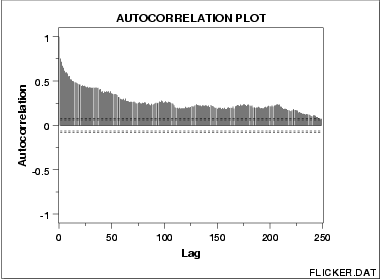 AUTOCORRELATION PLOT
1
0.5
0
-0.5
-1
Autocorrelation
0 50 100 150 200 250
Lag
FLICKER.DAT